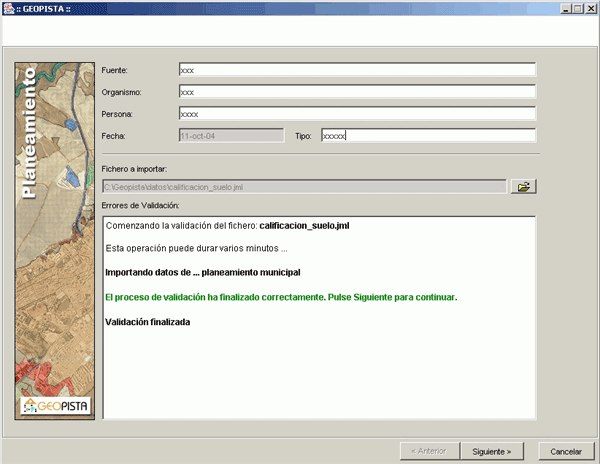 :: GEOPISTA ::
Planeamiento
Fuente: xxx
Organismo: xxx
Persona: xxxx
Fecha: 11-oct-04 Tipo: xxxxx
Fichero a importar:
C:\Geopista\datos\calificacion_suelo.jml
Errores de Validación:
Comenzando la validación del fichero: calificacion_suelo.jml
Esta operación puede durar varios minutos ...
Importando datos de ... planeamiento municipal
El proceso de validación ha finalizado correctamente. Pulse Siguiente para continuar.
Validación finalizada
GEOPISTA
< Anterior Siguiente > Cancelar